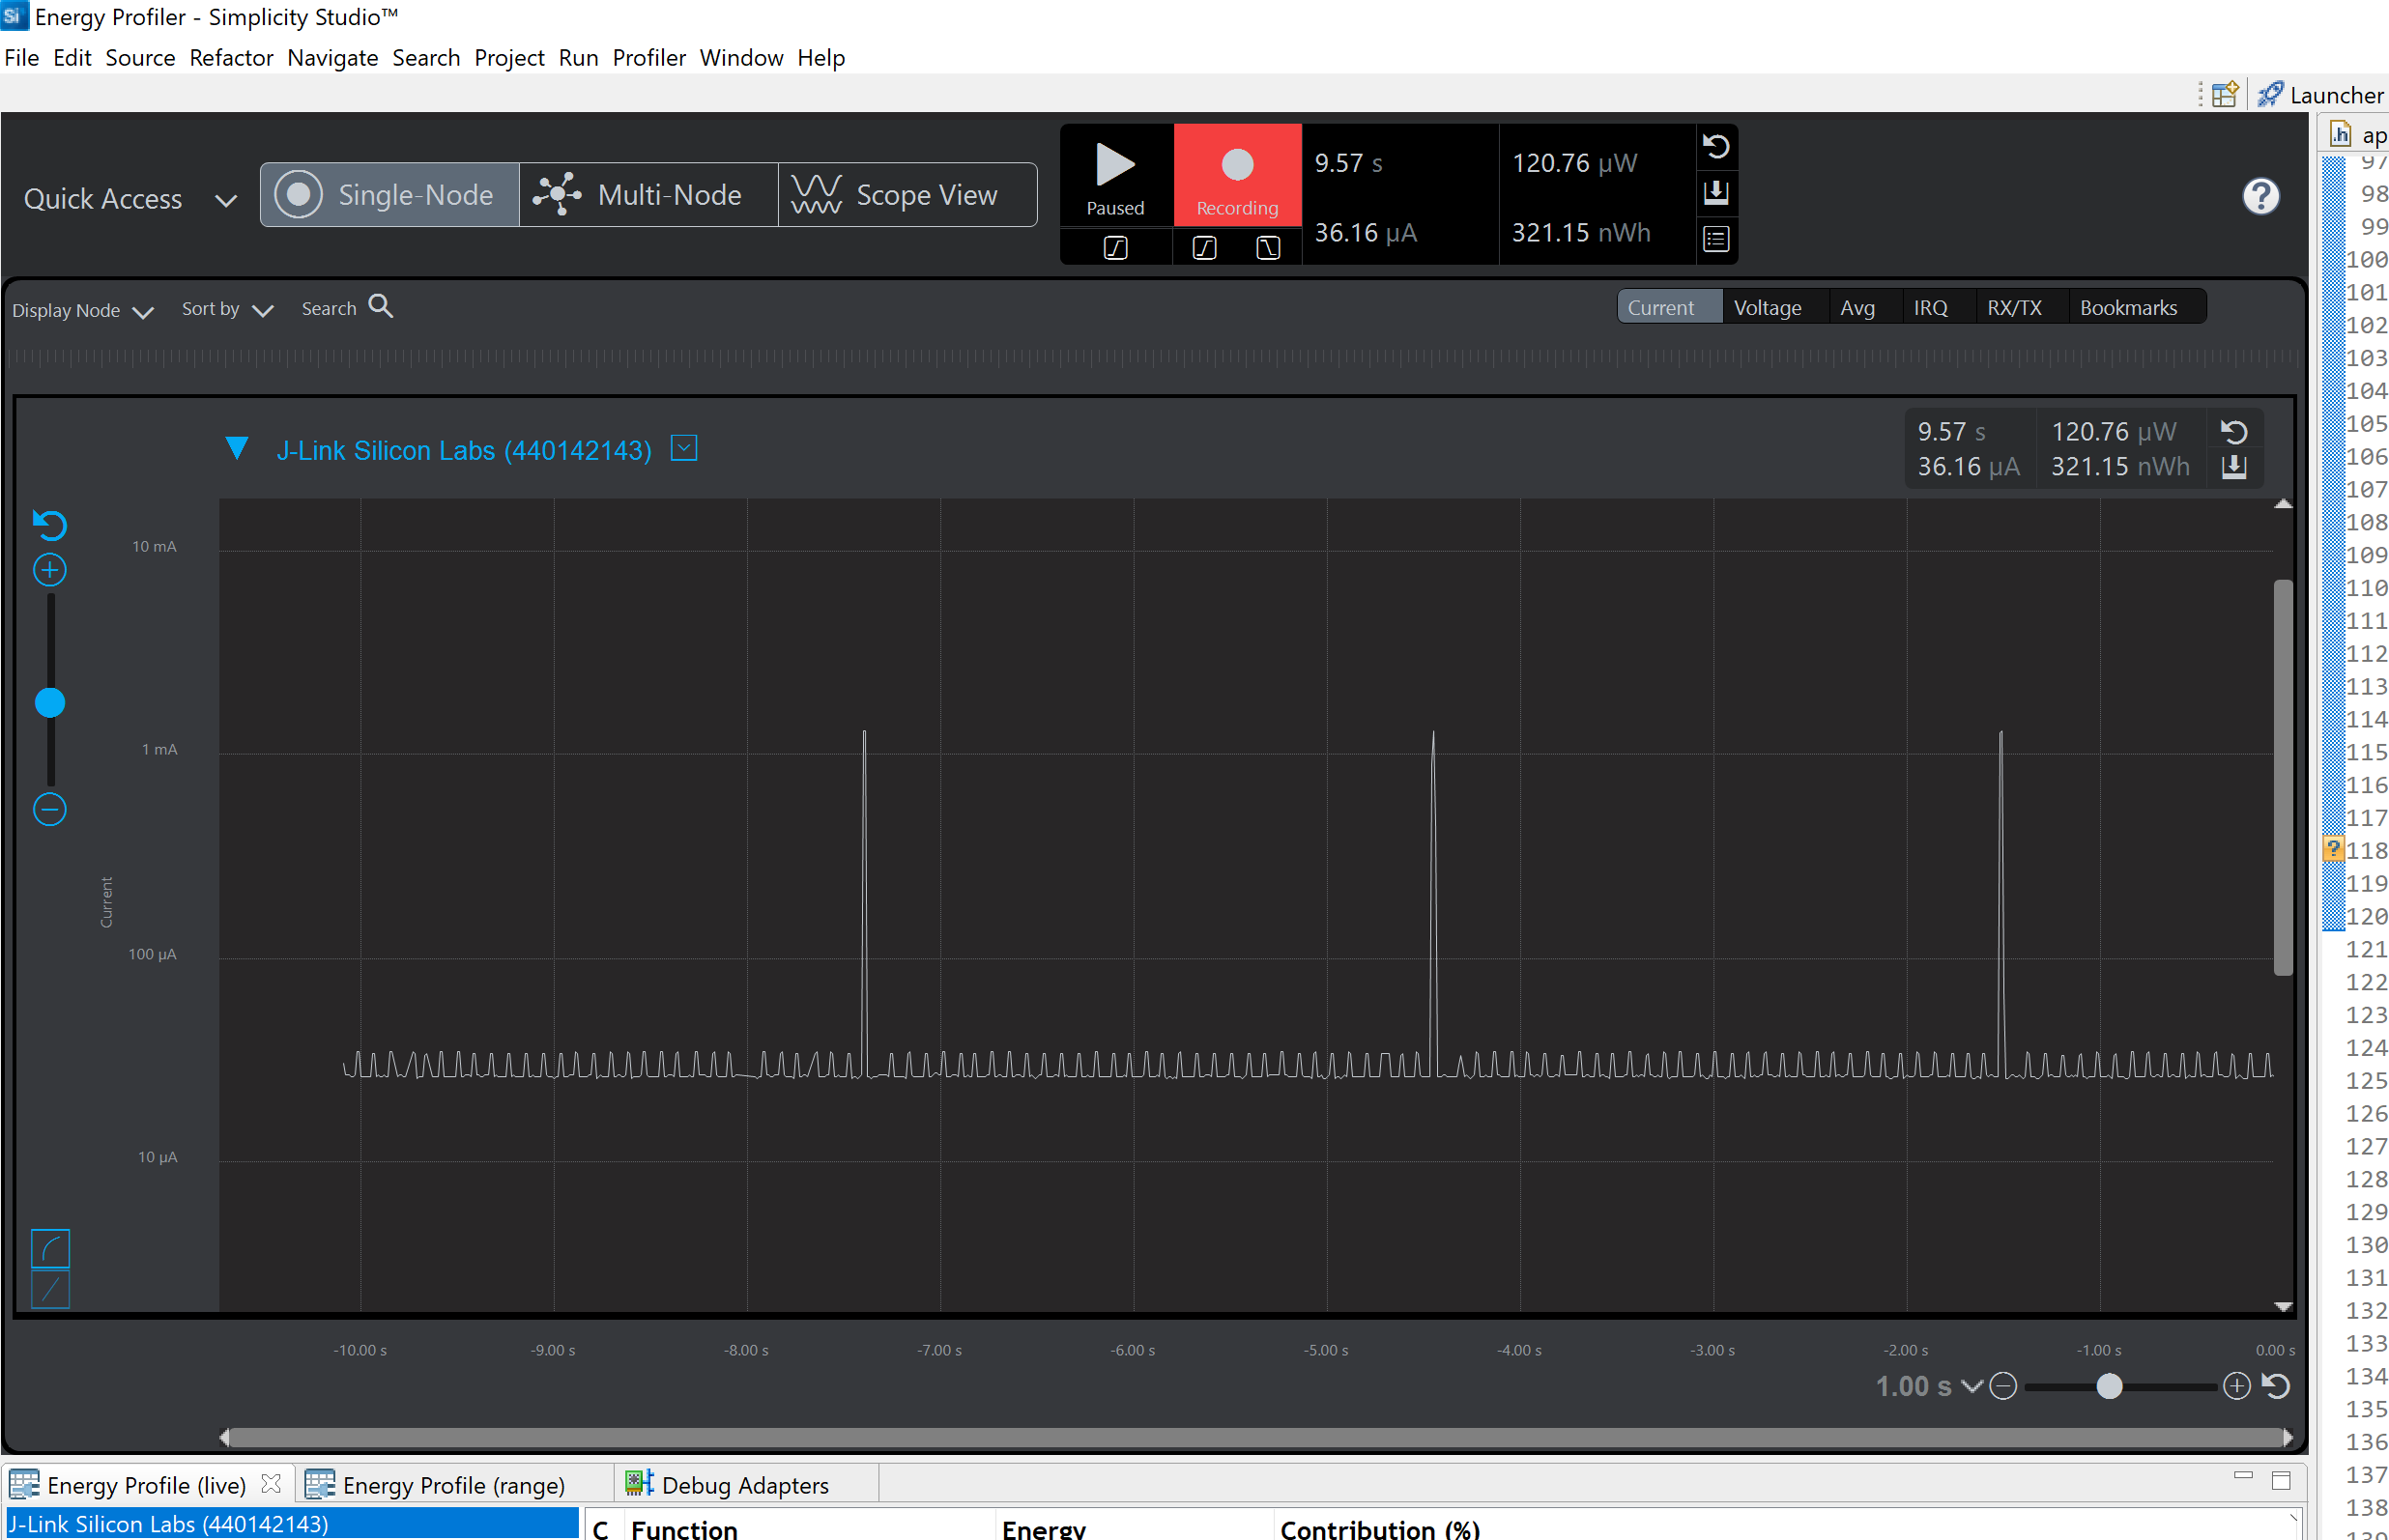 Energy Profiler - Simplicity Studio™
File Edit Source Refactor Navigate Search Project Run Profiler Window Help
Launcher
Quick Access
Single-Node
Multi-Node
Scope View
Paused
Recording
9.57 s
120.76 µW
36.16 µA
321.15 nWh
ap
Display Node
Sort by
Search
Current
Voltage
Avg
IRQ
RX/TX
Bookmarks
J-Link Silicon Labs (440142143)
9.57 s
120.76 µW
36.16 µA
321.15 nWh
10 mA
1 mA
100 µA
10 µA
Current
-10.00 s
-9.00 s
-8.00 s
-7.00 s
-6.00 s
-5.00 s
-4.00 s
-3.00 s
-2.00 s
-1.00 s
0.00 s
1.00 s
97
98
99
100
101
102
103
104
105
106
107
108
109
110
111
112
113
114
115
116
117
118
119
120
121
122
123
124
125
126
127
128
129
130
131
132
133
134
135
136
137
138
Energy Profile (live)
Energy Profile (range)
Debug Adapters
J-Link Silicon Labs (440142143)
C Function Energy Contribution (%)